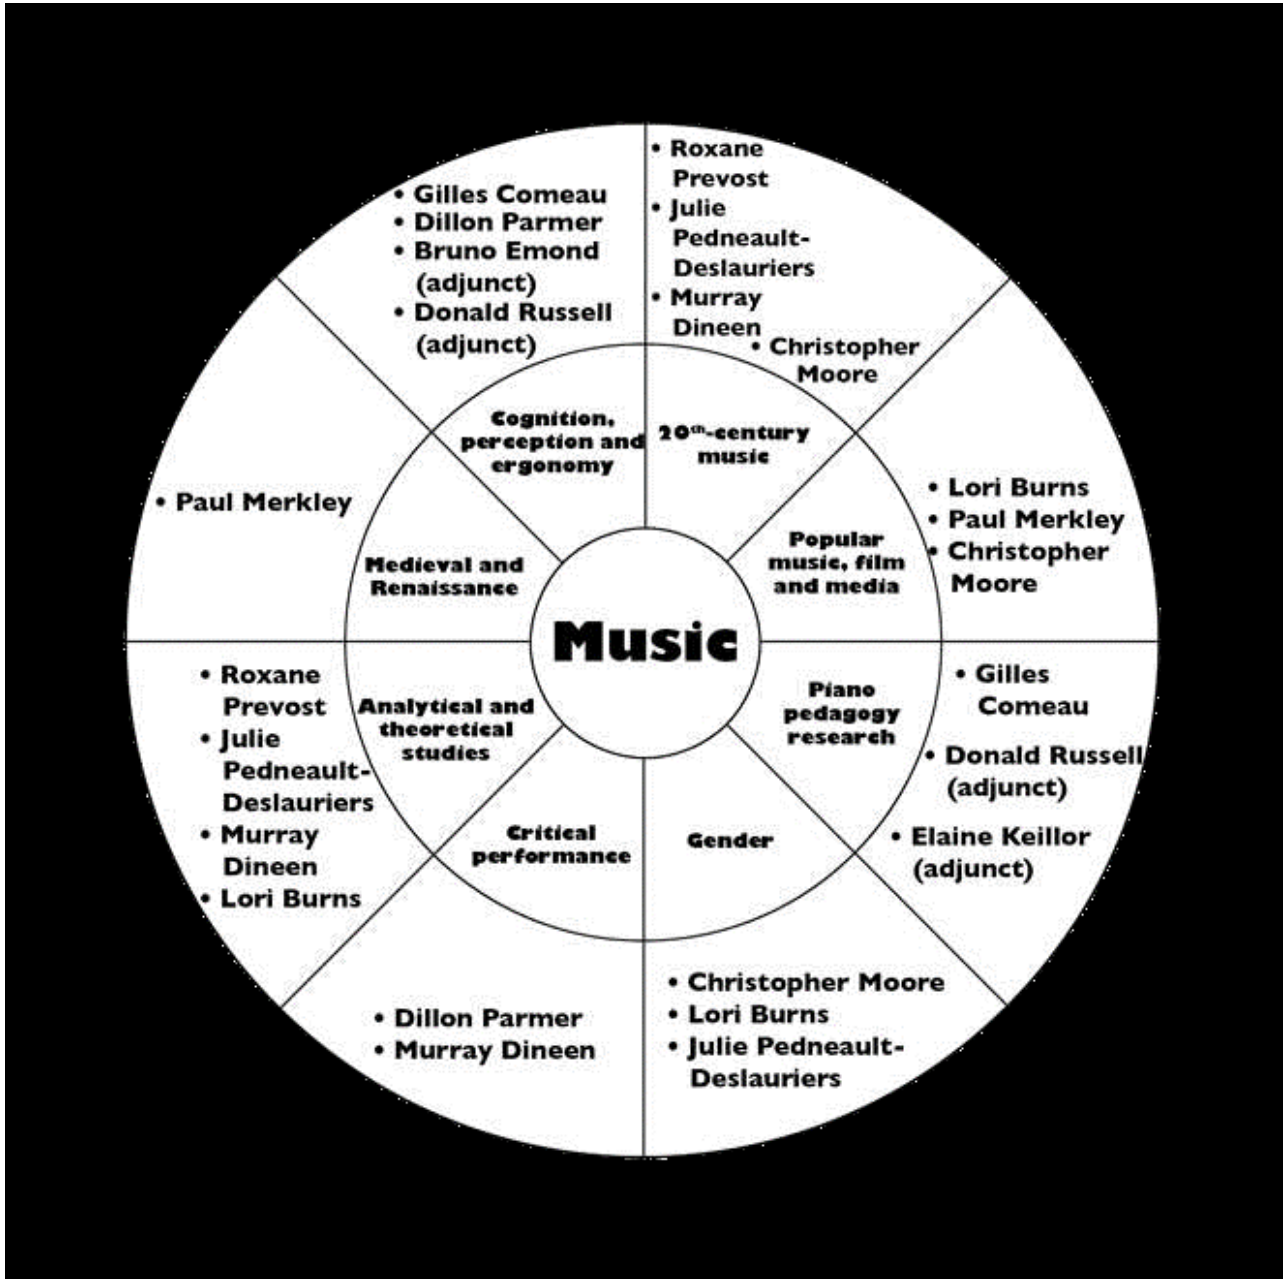 Music
20th-century
music
• Roxane
Prevost
• Julie
Pedneault-
Deslauriers
• Murray
Dineen
• Christopher
Moore
Popular
music, film
and media
• Lori Burns
• Paul Merkley
• Christopher
Moore
Piano
pedagogy
research
• Gilles
Comeau
• Donald Russell
(adjunct)
• Elaine Keillor
(adjunct)
Gender
• Christopher Moore
• Lori Burns
• Julie Pedneault-
Deslauriers
Critical
performance
• Dillon Parmer
• Murray Dineen
Analytical and
theoretical
studies
• Roxane
Prevost
• Julie
Pedneault-
Deslauriers
• Murray
Dineen
• Lori Burns
Medieval and
Renaissance
• Paul Merkley
Cognition,
perception and
ergonomy
• Gilles Comeau
• Dillon Parmer
• Bruno Emond
(adjunct)
• Donald Russell
(adjunct)